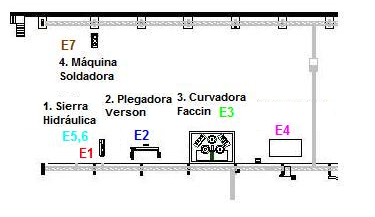 E7
4. Máquina
Soldadora
1. Sierra
Hidráulica
2. Plegadora
Verson
3. Curvadora
Faccin
E3
E5,6
E1
E2
E4